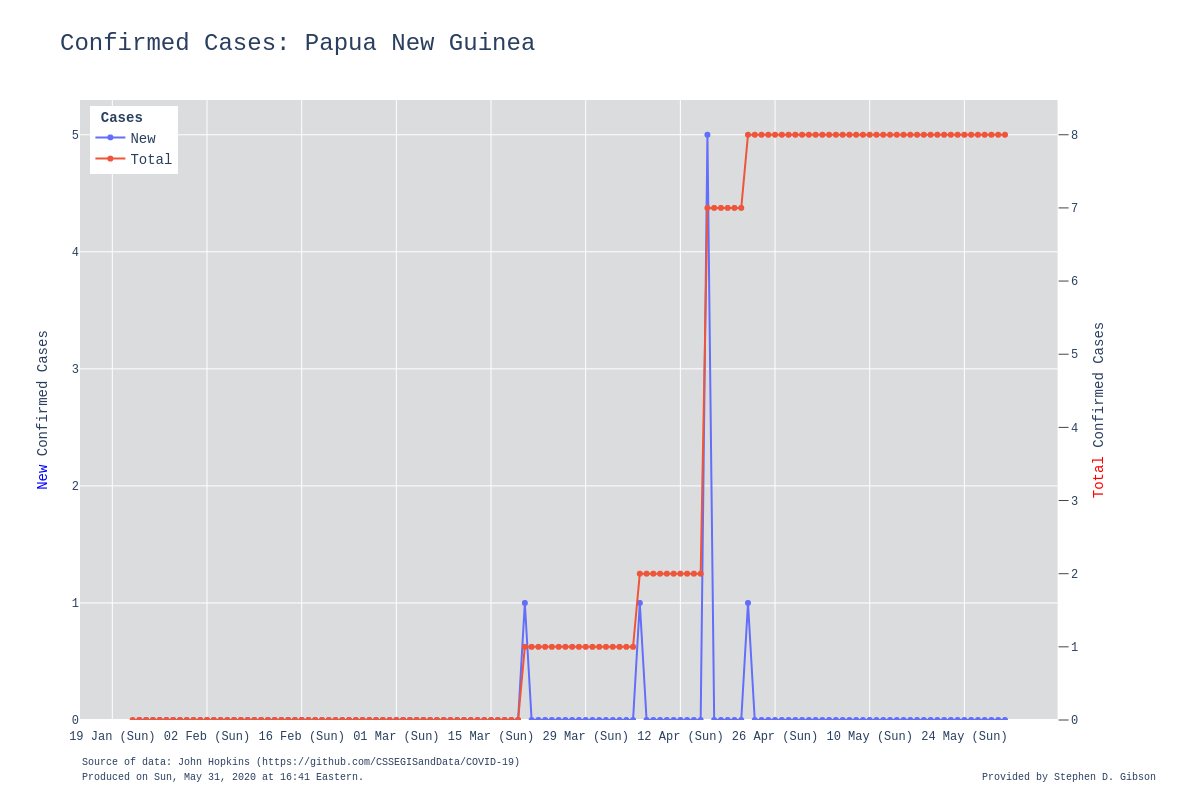 Confirmed Cases: Papua New Guinea
Cases
New
Total
5
4
3
2
1
0
8
7
6
5
4
3
2
1
0
New Confirmed Cases
Total Confirmed Cases
19 Jan (Sun) 02 Feb (Sun) 16 Feb (Sun) 01 Mar (Sun) 15 Mar (Sun) 29 Mar (Sun) 12 Apr (Sun) 26 Apr (Sun) 10 May (Sun) 24 May (Sun)
Source of data: John Hopkins (https://github.com/CSSEGISandData/COVID-19)
Produced on Sun, May 31, 2020 at 16:41 Eastern.
Provided by Stephen D. Gibson